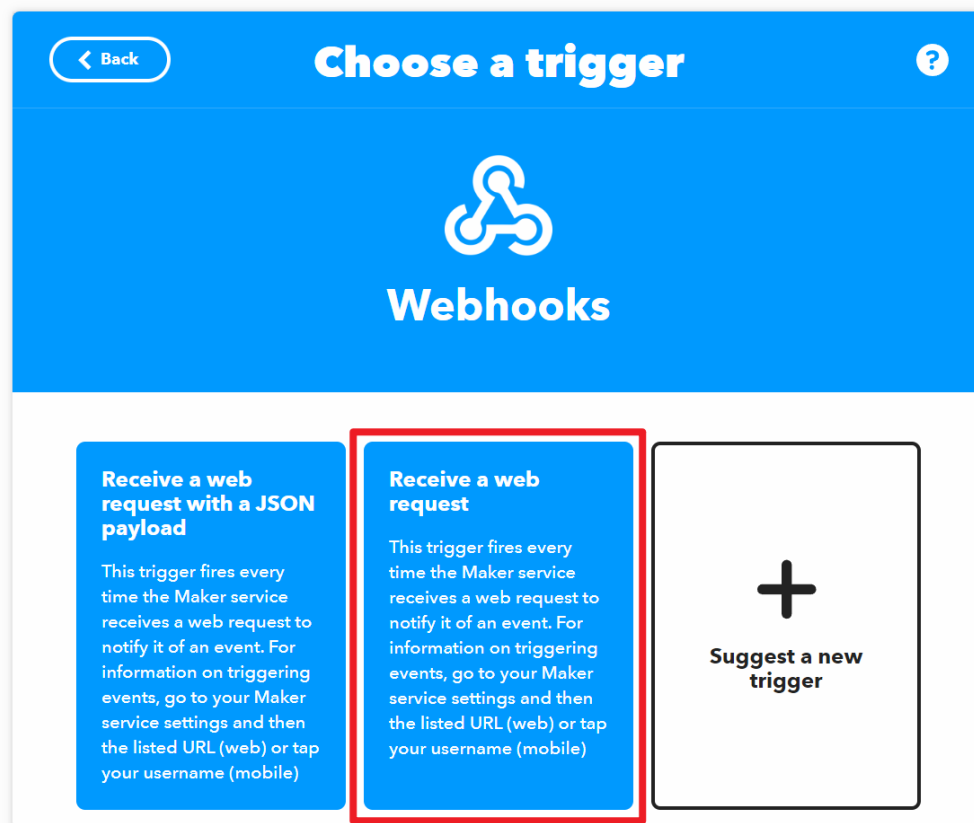 Back
Choose a trigger
?
Webhooks
Receive a web
request with a JSON
payload
This trigger fires every
time the Maker service
receives a web request to
notify it of an event. For
information on triggering
events, go to your Maker
service settings and then
the listed URL (web) or tap
your username (mobile)
Receive a web
request
This trigger fires every
time the Maker service
receives a web request to
notify it of an event. For
information on triggering
events, go to your Maker
service settings and then
the listed URL (web) or tap
your username (mobile)
Suggest a new
trigger